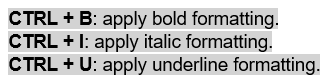 CTRL + B: apply bold formatting.
CTRL + I: apply italic formatting.
CTRL + U: apply underline formatting.